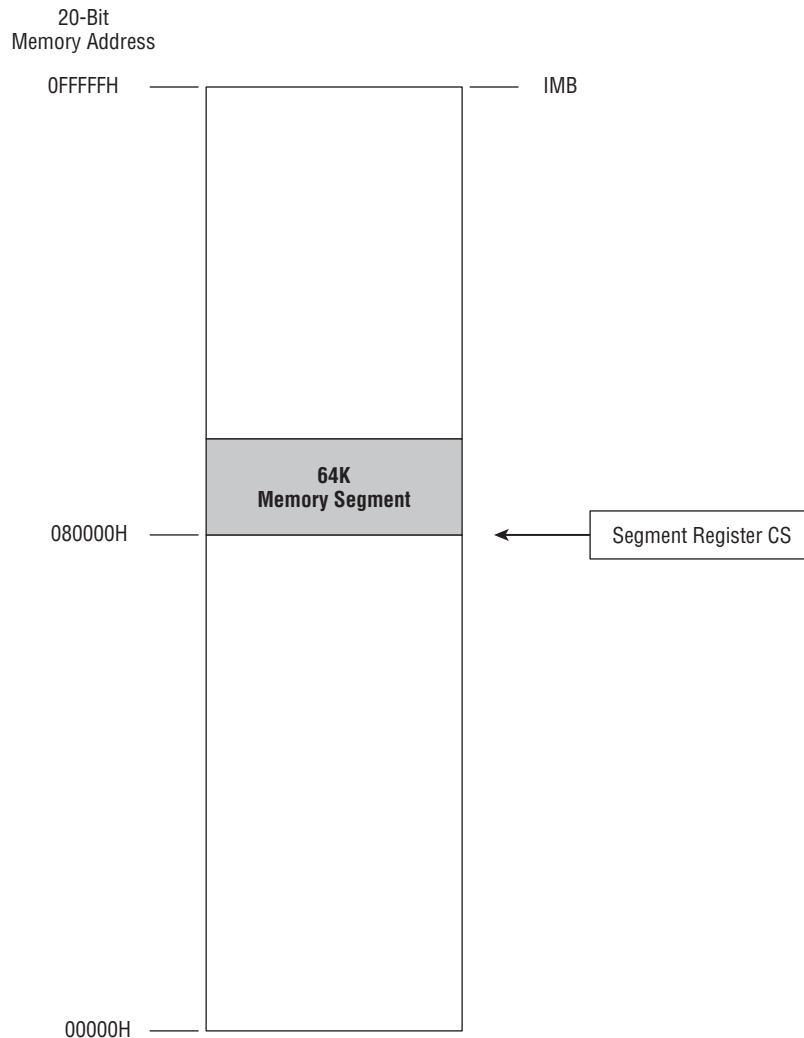 20-Bit
Memory Address
0FFFFFH
IMB
64K
Memory Segment
080000H
Segment Register CS
00000H